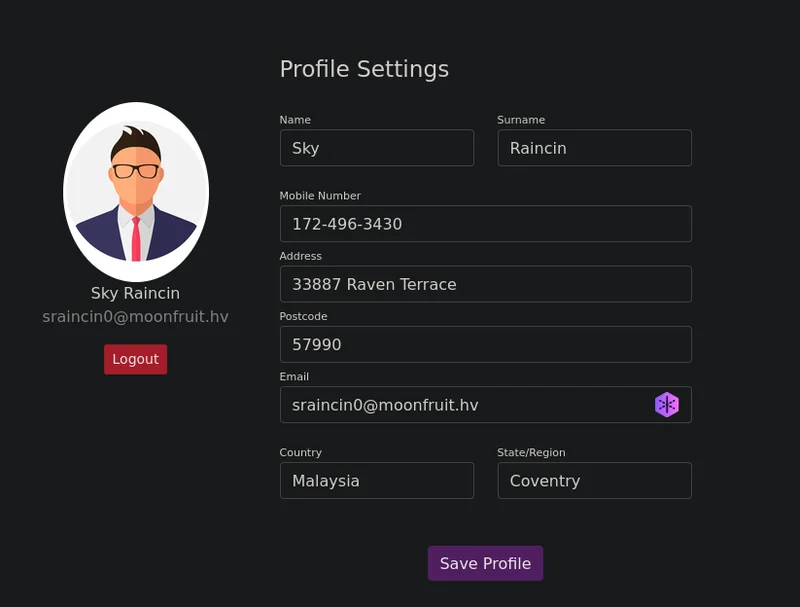 Profile Settings
Name
Surname
Sky
Raincin
Mobile Number
172-496-3430
Address
33887 Raven Terrace
Sky Raincin
sraincin0@moonfruit.hv
Logout
Postcode
57990
Email
sraincin0@moonfruit.hv
Country
State/Region
Malaysia
Coventry
Save Profile